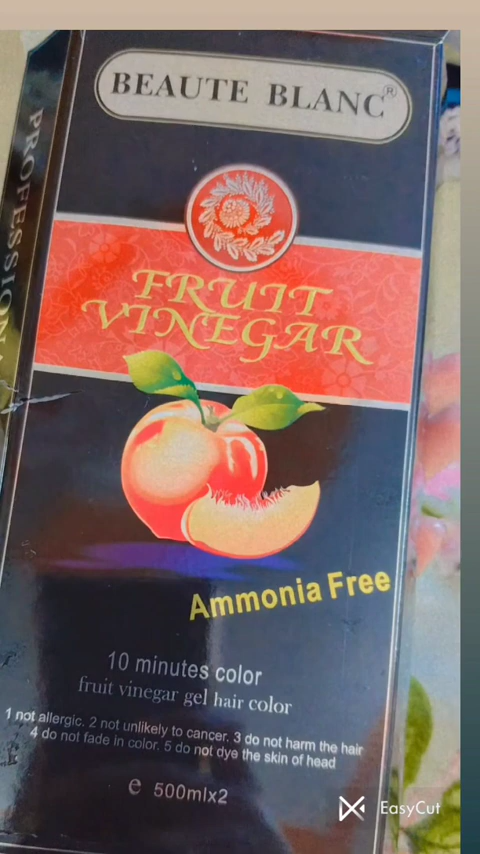 BEAUTE BLANC®
PROFESSIONA
FRUIT
VINEGAR
Ammonia Free
10 minutes color
fruit vinegar gel hair color
1 not allergic. 2 not unlikely to cancer. 3 do not harm the hair
4 do not fade in color. 5 do not dye the skin of head
e 500mlx2
EasyCut